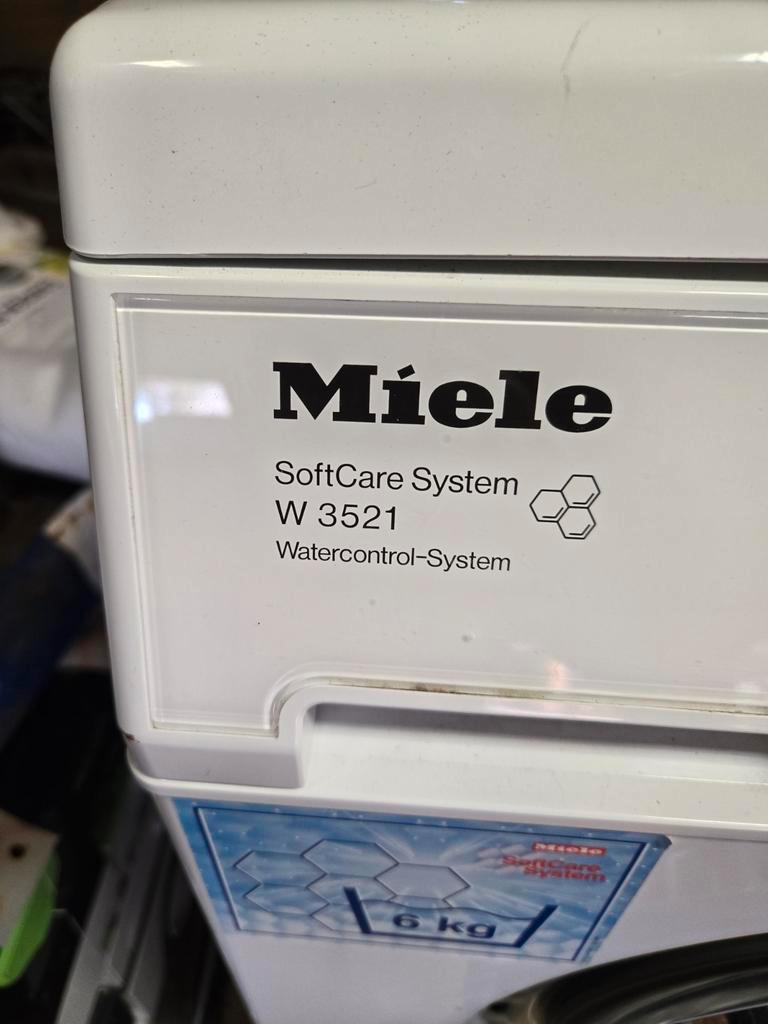 Miele
SoftCare System
W 3521
Watercontrol-System
Miele
SoftCare
System
6 kg